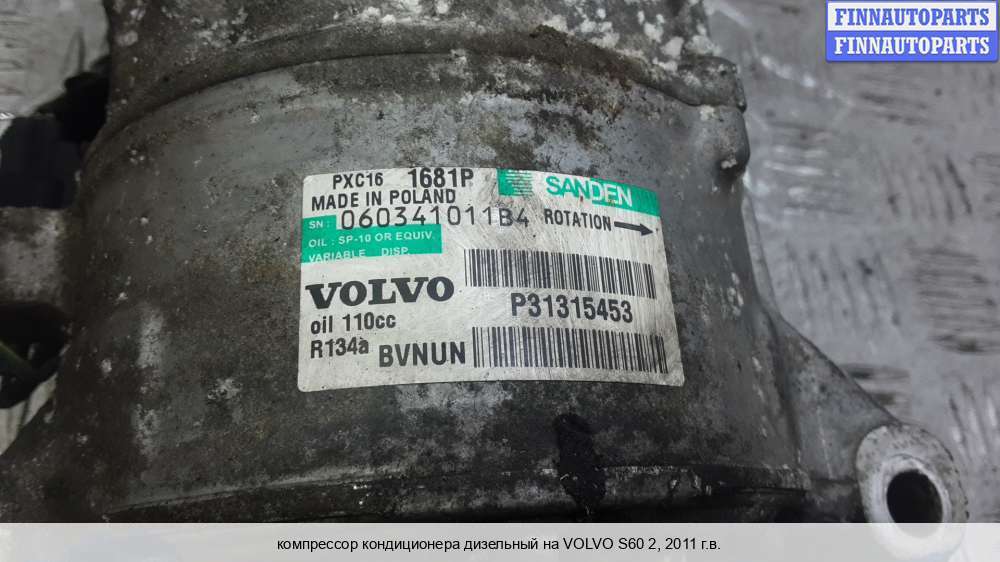 FINNAUTOPARTS
FINNAUTOPARTS
PXC16 1681P SANDEN
MADE IN POLAND
SN: 060341011B4 ROTATION
OIL : SP-10 OR EQUIV.
VARIABLE DISP.
VOLVO P31315453
oil 110cc
R134a BVNUN
компрессор кондиционера дизельный на VOLVO S60 2, 2011 г.в.